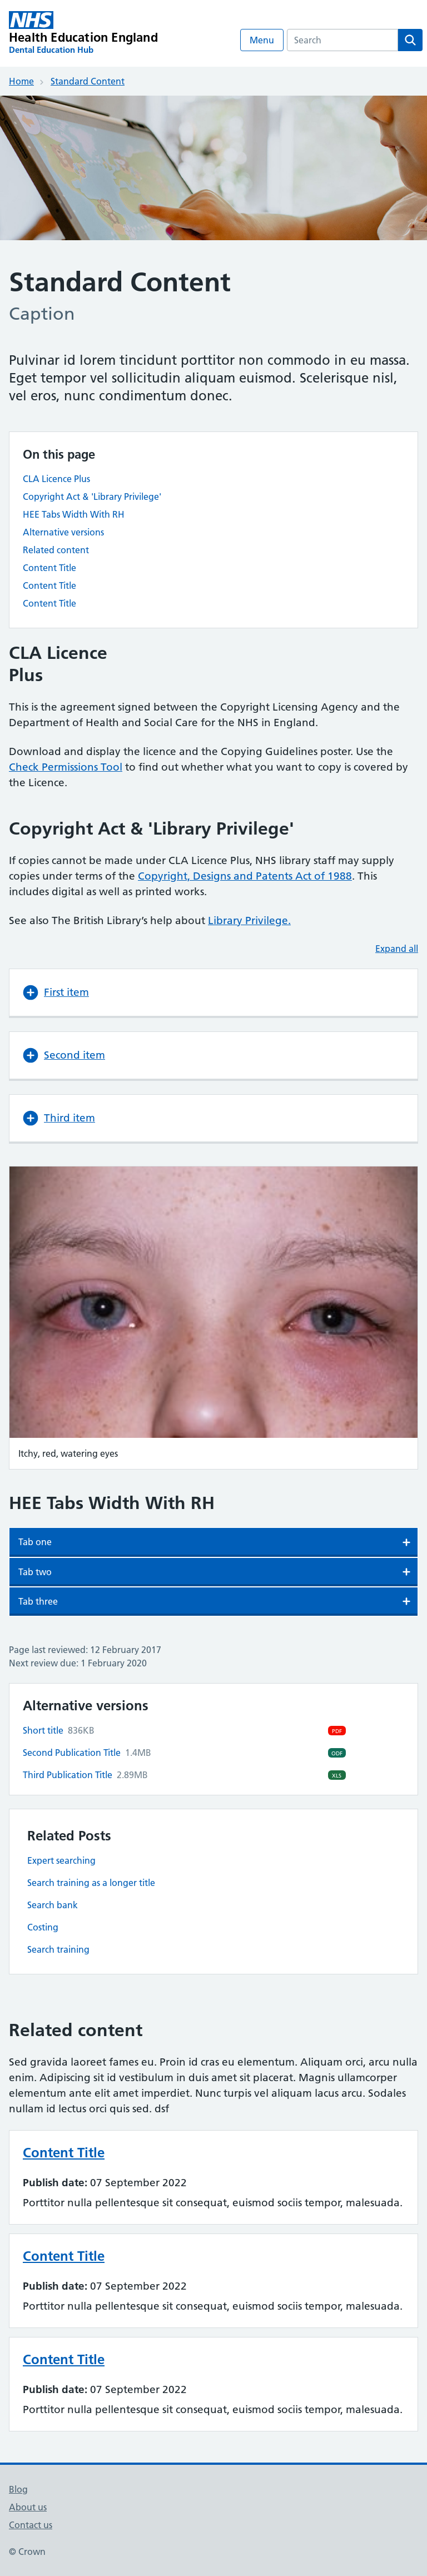 NHS
Health Education England
Dental Education Hub
Menu
Search
Home > Standard Content
Standard Content
Caption
Pulvinar id lorem tincidunt porttitor non commodo in eu massa.
Eget tempor vel sollicitudin aliquam euismod. Scelerisque nisl,
vel eros, nunc condimentum donec.
On this page
CLA Licence Plus
Copyright Act & 'Library Privilege'
HEE Tabs Width With RH
Alternative versions
Related content
Content Title
Content Title
Content Title
CLA Licence
Plus
This is the agreement signed between the Copyright Licensing Agency and the
Department of Health and Social Care for the NHS in England.
Download and display the licence and the Copying Guidelines poster. Use the
Check Permissions Tool to find out whether what you want to copy is covered by
the Licence.
Copyright Act & 'Library Privilege'
If copies cannot be made under CLA Licence Plus, NHS library staff may supply
copies under terms of the Copyright, Designs and Patents Act of 1988. This
includes digital as well as printed works.
See also The British Library's help about Library Privilege.
Expand all
First item
Second item
Third item
Itchy, red, watering eyes
HEE Tabs Width With RH
Tab one +
Tab two +
Tab three +
Page last reviewed: 12 February 2017
Next review due: 1 February 2020
Alternative versions
Short title 836KB PDF
Second Publication Title 1.4MB ODF
Third Publication Title 2.89MB XLS
Related Posts
Expert searching
Search training as a longer title
Search bank
Costing
Search training
Related content
Sed gravida laoreet fames eu. Proin id cras eu elementum. Aliquam orci, arcu nulla
enim. Adipiscing sit id vestibulum in duis amet sit placerat. Magnis ullamcorper
elementum ante elit amet imperdiet. Nunc turpis vel aliquam lacus arcu. Sodales
nullam id lectus orci quis sed. dsf
Content Title
Publish date: 07 September 2022
Porttitor nulla pellentesque sit consequat, euismod sociis tempor, malesuada.
Content Title
Publish date: 07 September 2022
Porttitor nulla pellentesque sit consequat, euismod sociis tempor, malesuada.
Content Title
Publish date: 07 September 2022
Porttitor nulla pellentesque sit consequat, euismod sociis tempor, malesuada.
Blog
About us
Contact us
© Crown